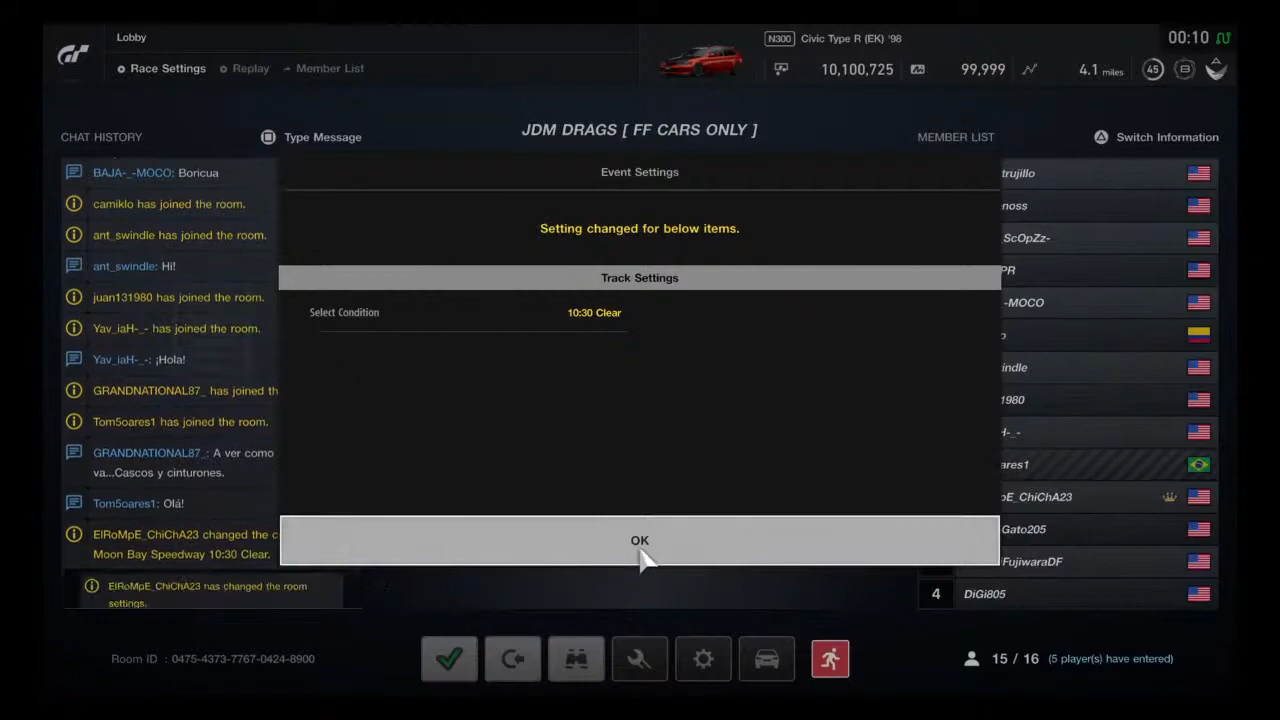 Lobby
N300 Civic Type R (EK) '98
00:10
Race Settings Replay Member List
10,100,725 99,999 4.1 miles 45 B
JDM DRAGS [ FF CARS ONLY ]
CHAT HISTORY Type Message
MEMBER LIST Switch Information
BAJA-_-MOCO: Boricua
camiklo has joined the room.
ant_swindle has joined the room.
ant_swindle: Hi!
juan131980 has joined the room.
Yav_iaH-_- has joined the room.
Yav_iaH-_-: ¡Hola!
GRANDNATIONAL87_ has joined th
Tom5oares1 has joined the room.
GRANDNATIONAL87_: A ver como
va...Cascos y cinturones.
Tom5oares1: Olá!
ElRoMpE_ChiChA23 changed the c
Moon Bay Speedway 10:30 Clear.
ElRoMpE_ChiChA23 has changed the room
settings.
Event Settings
Setting changed for below items.
Track Settings
Select Condition 10:30 Clear
OK
trujillo
noss
ScOpZz-
PR
-MOCO
o
indle
1980
H-_-
ares1
pE_ChiChA23
Gato205
FujiwaraDF
4 DiGi805
Room ID : 0475-4373-7767-0424-8900
15 / 16 (5 player(s) have entered)